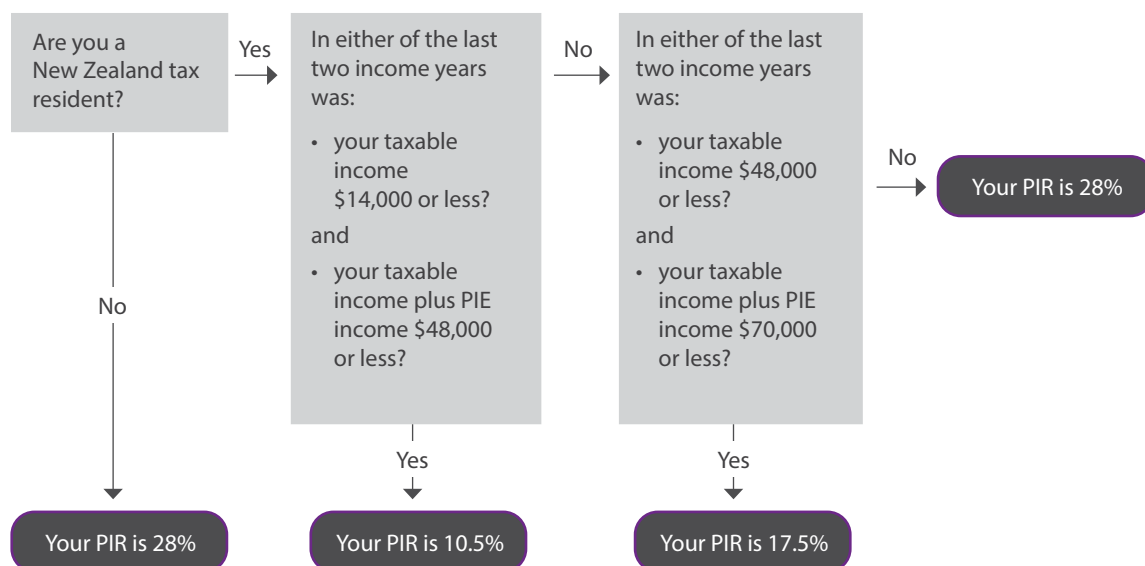 Are you a
New Zealand tax
resident?
Yes
In either of the last
two income years
was:
• your taxable
income
$14,000 or less?
and
• your taxable
income plus PIE
income $48,000
or less?
No
In either of the last
two income years
was:
• your taxable
income $48,000
or less?
and
• your taxable
income plus PIE
income $70,000
or less?
No
Your PIR is 28%
No
Yes
Yes
Your PIR is 28%
Your PIR is 10.5%
Your PIR is 17.5%